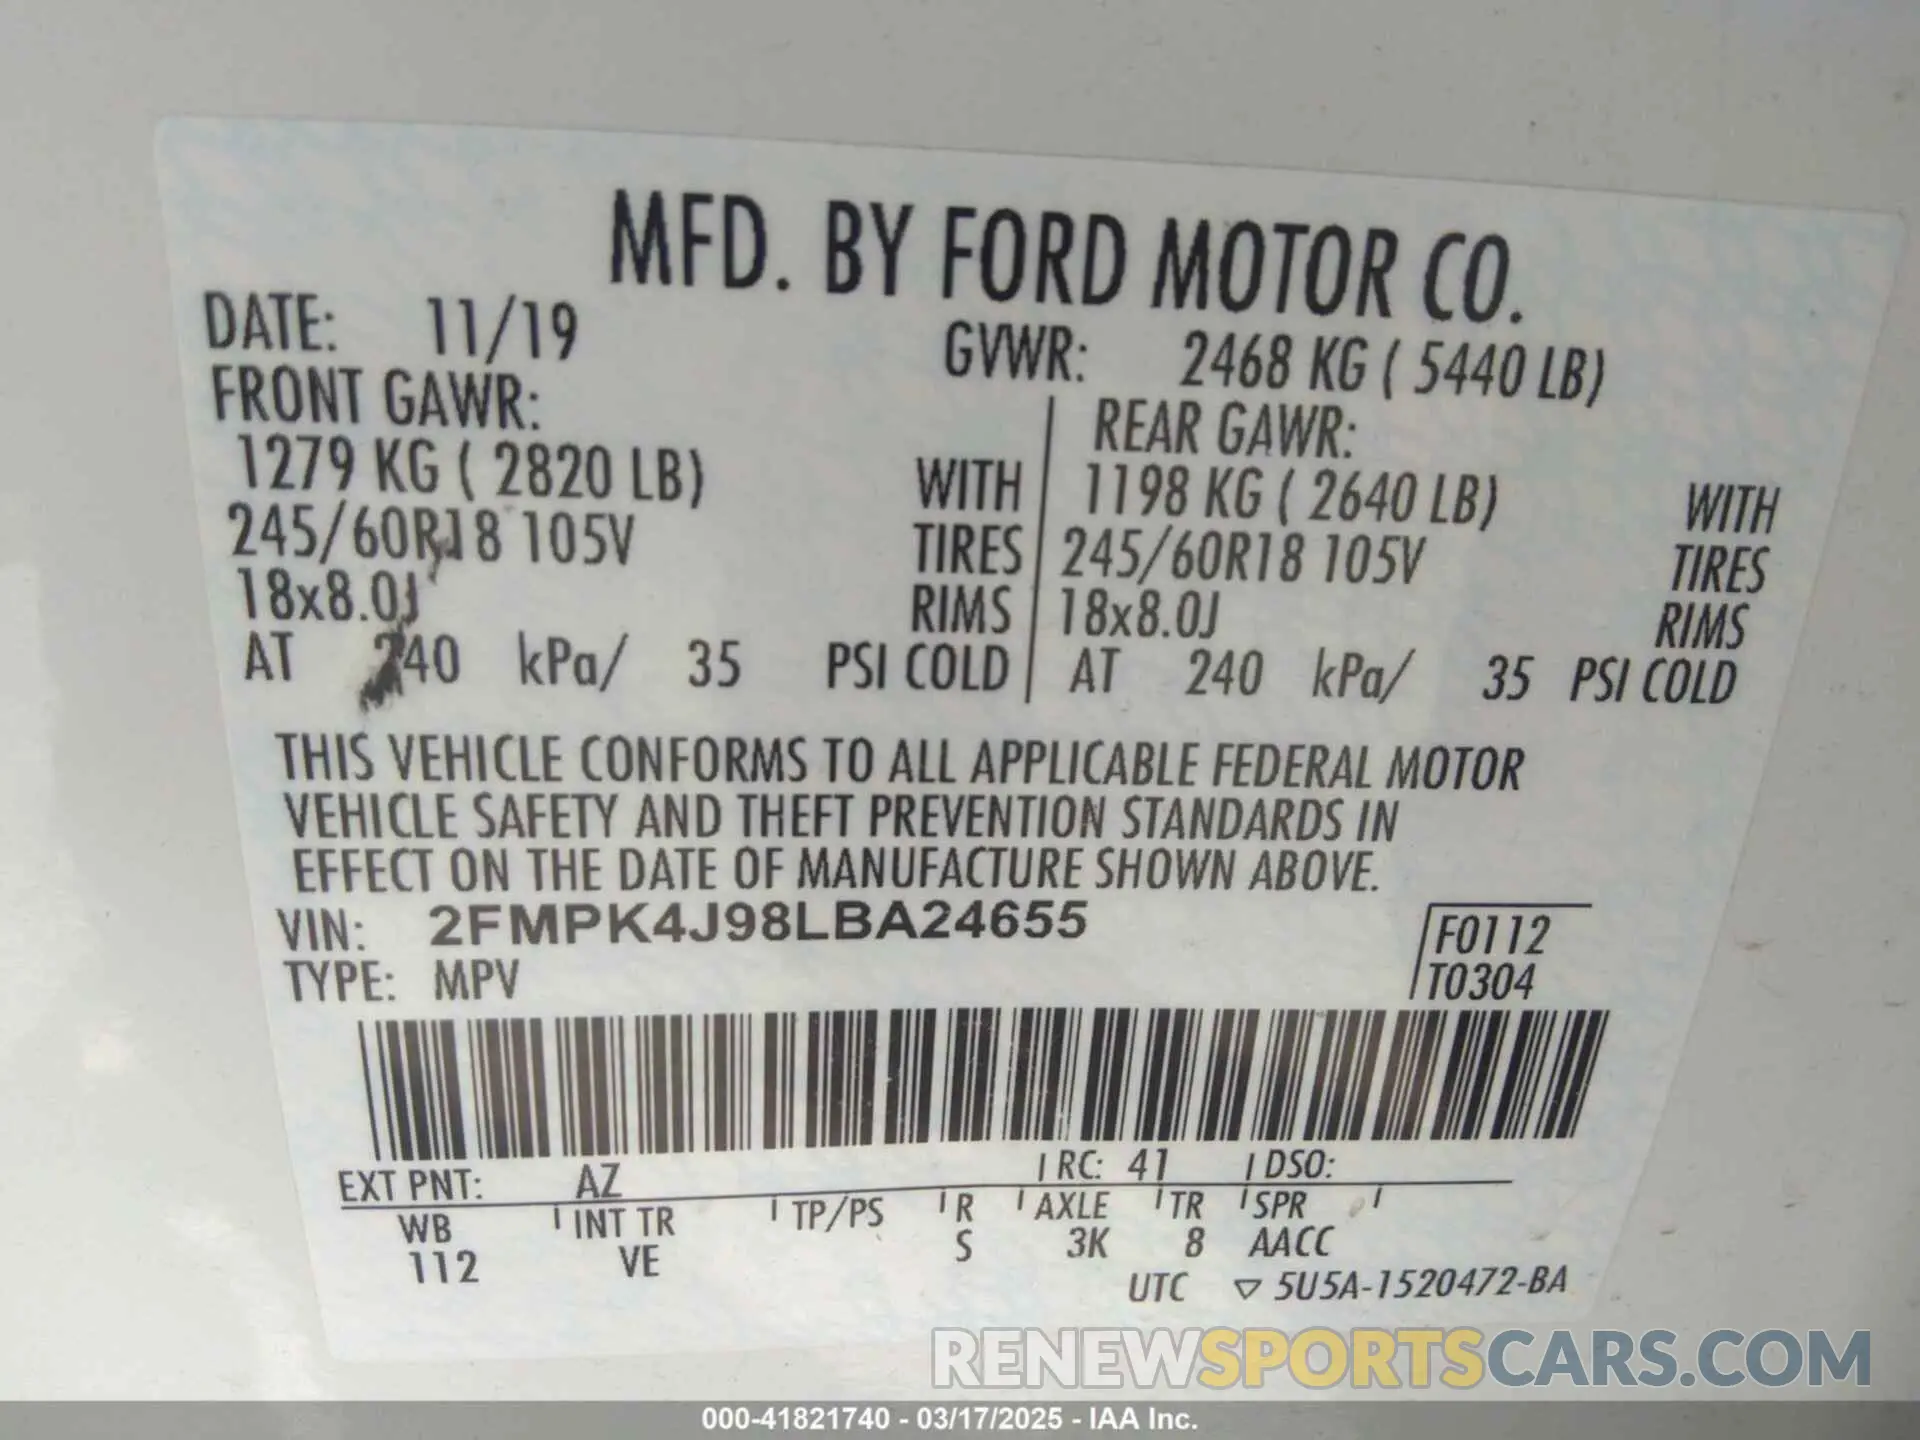 MFD. BY FORD MOTOR CO.
DATE: 11/19 GVWR: 2468 KG ( 5440 LB)
FRONT GAWR: REAR GAWR:
1279 KG ( 2820 LB) WITH 1198 KG ( 2640 LB) WITH
245/60R18 105V TIRES 245/60R18 105V TIRES
18x8.0J RIMS 18x8.0J RIMS
AT 240 kPa/ 35 PSI COLD AT 240 kPa/ 35 PSI COLD
THIS VEHICLE CONFORMS TO ALL APPLICABLE FEDERAL MOTOR
VEHICLE SAFETY AND THEFT PREVENTION STANDARDS IN
EFFECT ON THE DATE OF MANUFACTURE SHOWN ABOVE.
VIN: 2FMPK4J98LBA24655 F0112
TYPE: MPV T0304
EXT PNT: AZ RC: 41 DSO:
WB INT TR TP/PS R AXLE TR SPR
112 VE S 3K 8 AACC
UTC ▽ 5U5A-1520472-BA
RENEWSPORTSCARS.COM
000-41821740 - 03/17/2025 - IAA Inc.